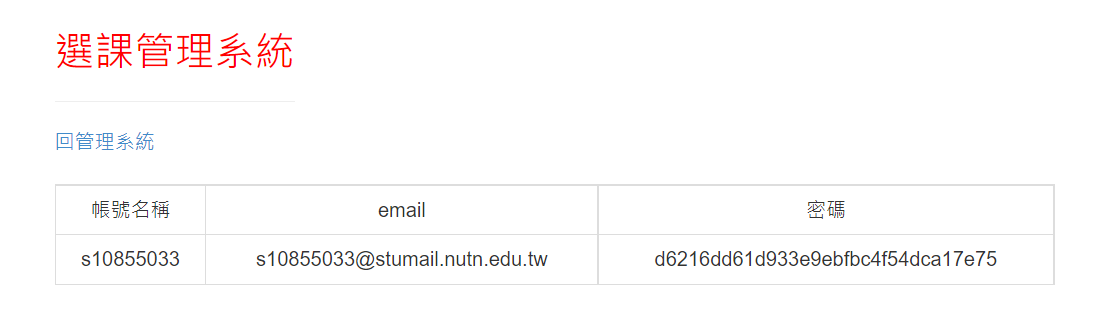 選課管理系統
回管理系統
帳號名稱 email 密碼
s10855033 s10855033@stumail.nutn.edu.tw d6216dd61d933e9ebfbc4f54dca17e75